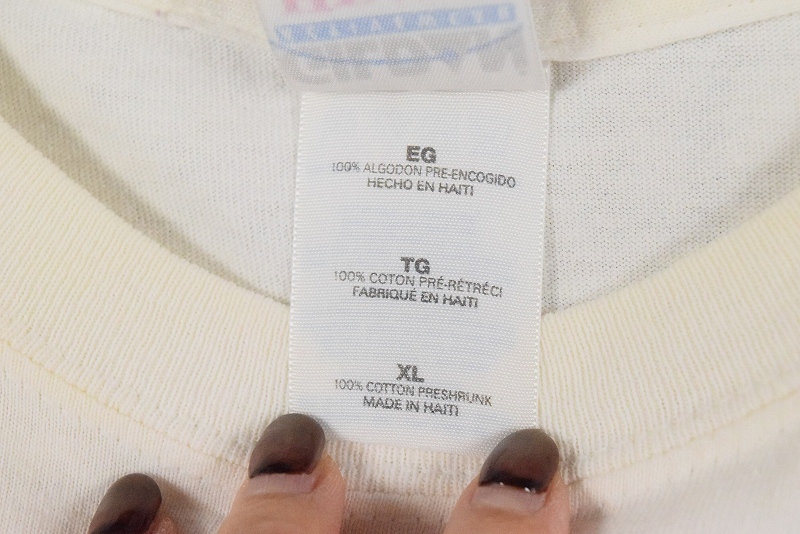 EG
100% ALGODON PRE-ENCOGIDO
HECHO EN HAITI
TG
100% COTON PRÉ-RÉTRÉCI
FABRIQUÉ EN HAITI
XL
100% COTTON PRESHRUNK
MADE IN HAITI